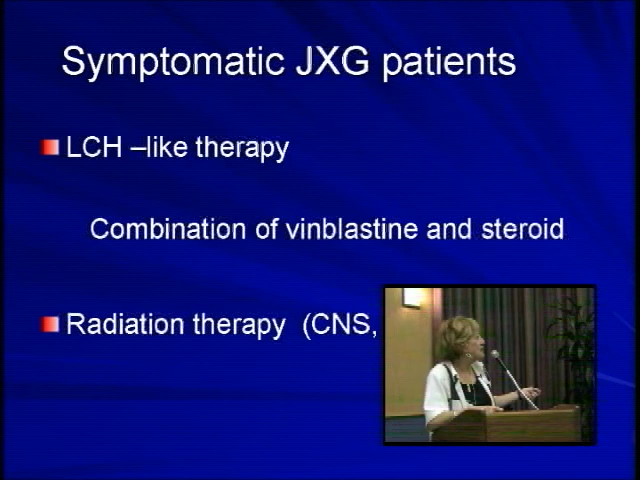 Symptomatic JXG patients
LCH –like therapy
Combination of vinblastine and steroid
Radiation therapy (CNS,